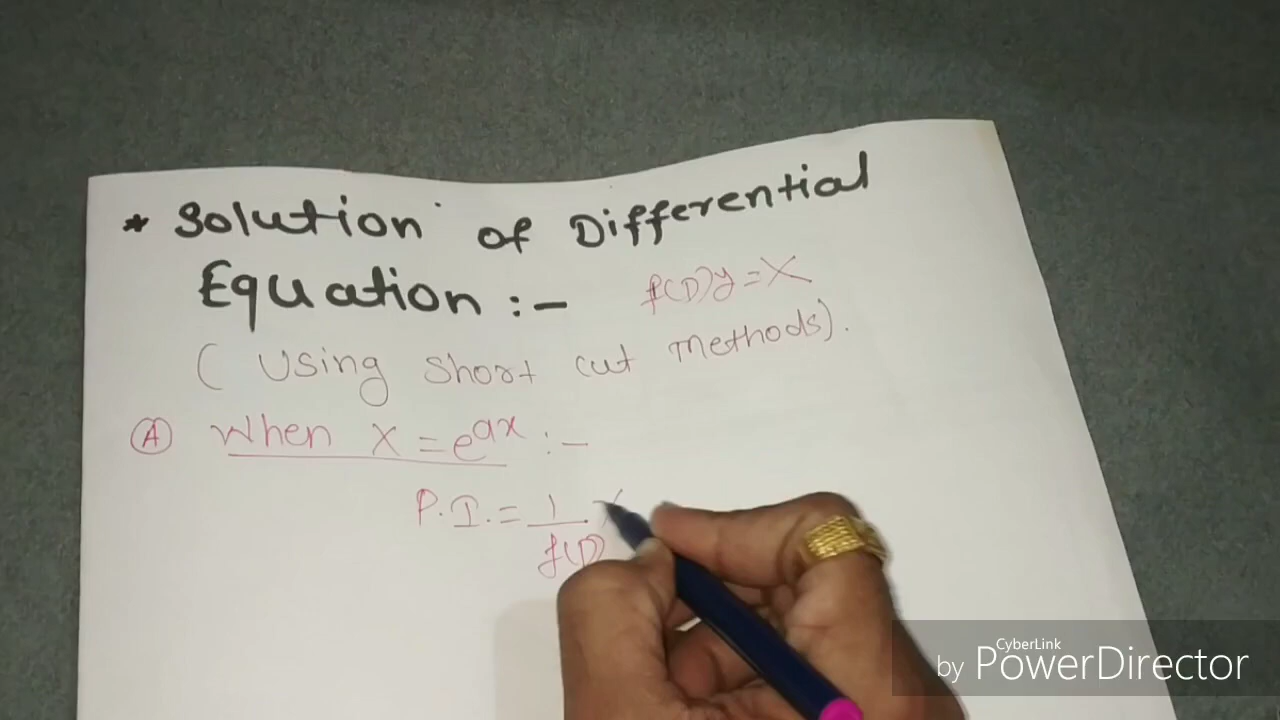 * Solution of Differential
Equation :- f(D)y = X
( Using Short cut methods).
(A) When X = e^ax :-
P.I. = 1/f(D) X
CyberLink
by PowerDirector